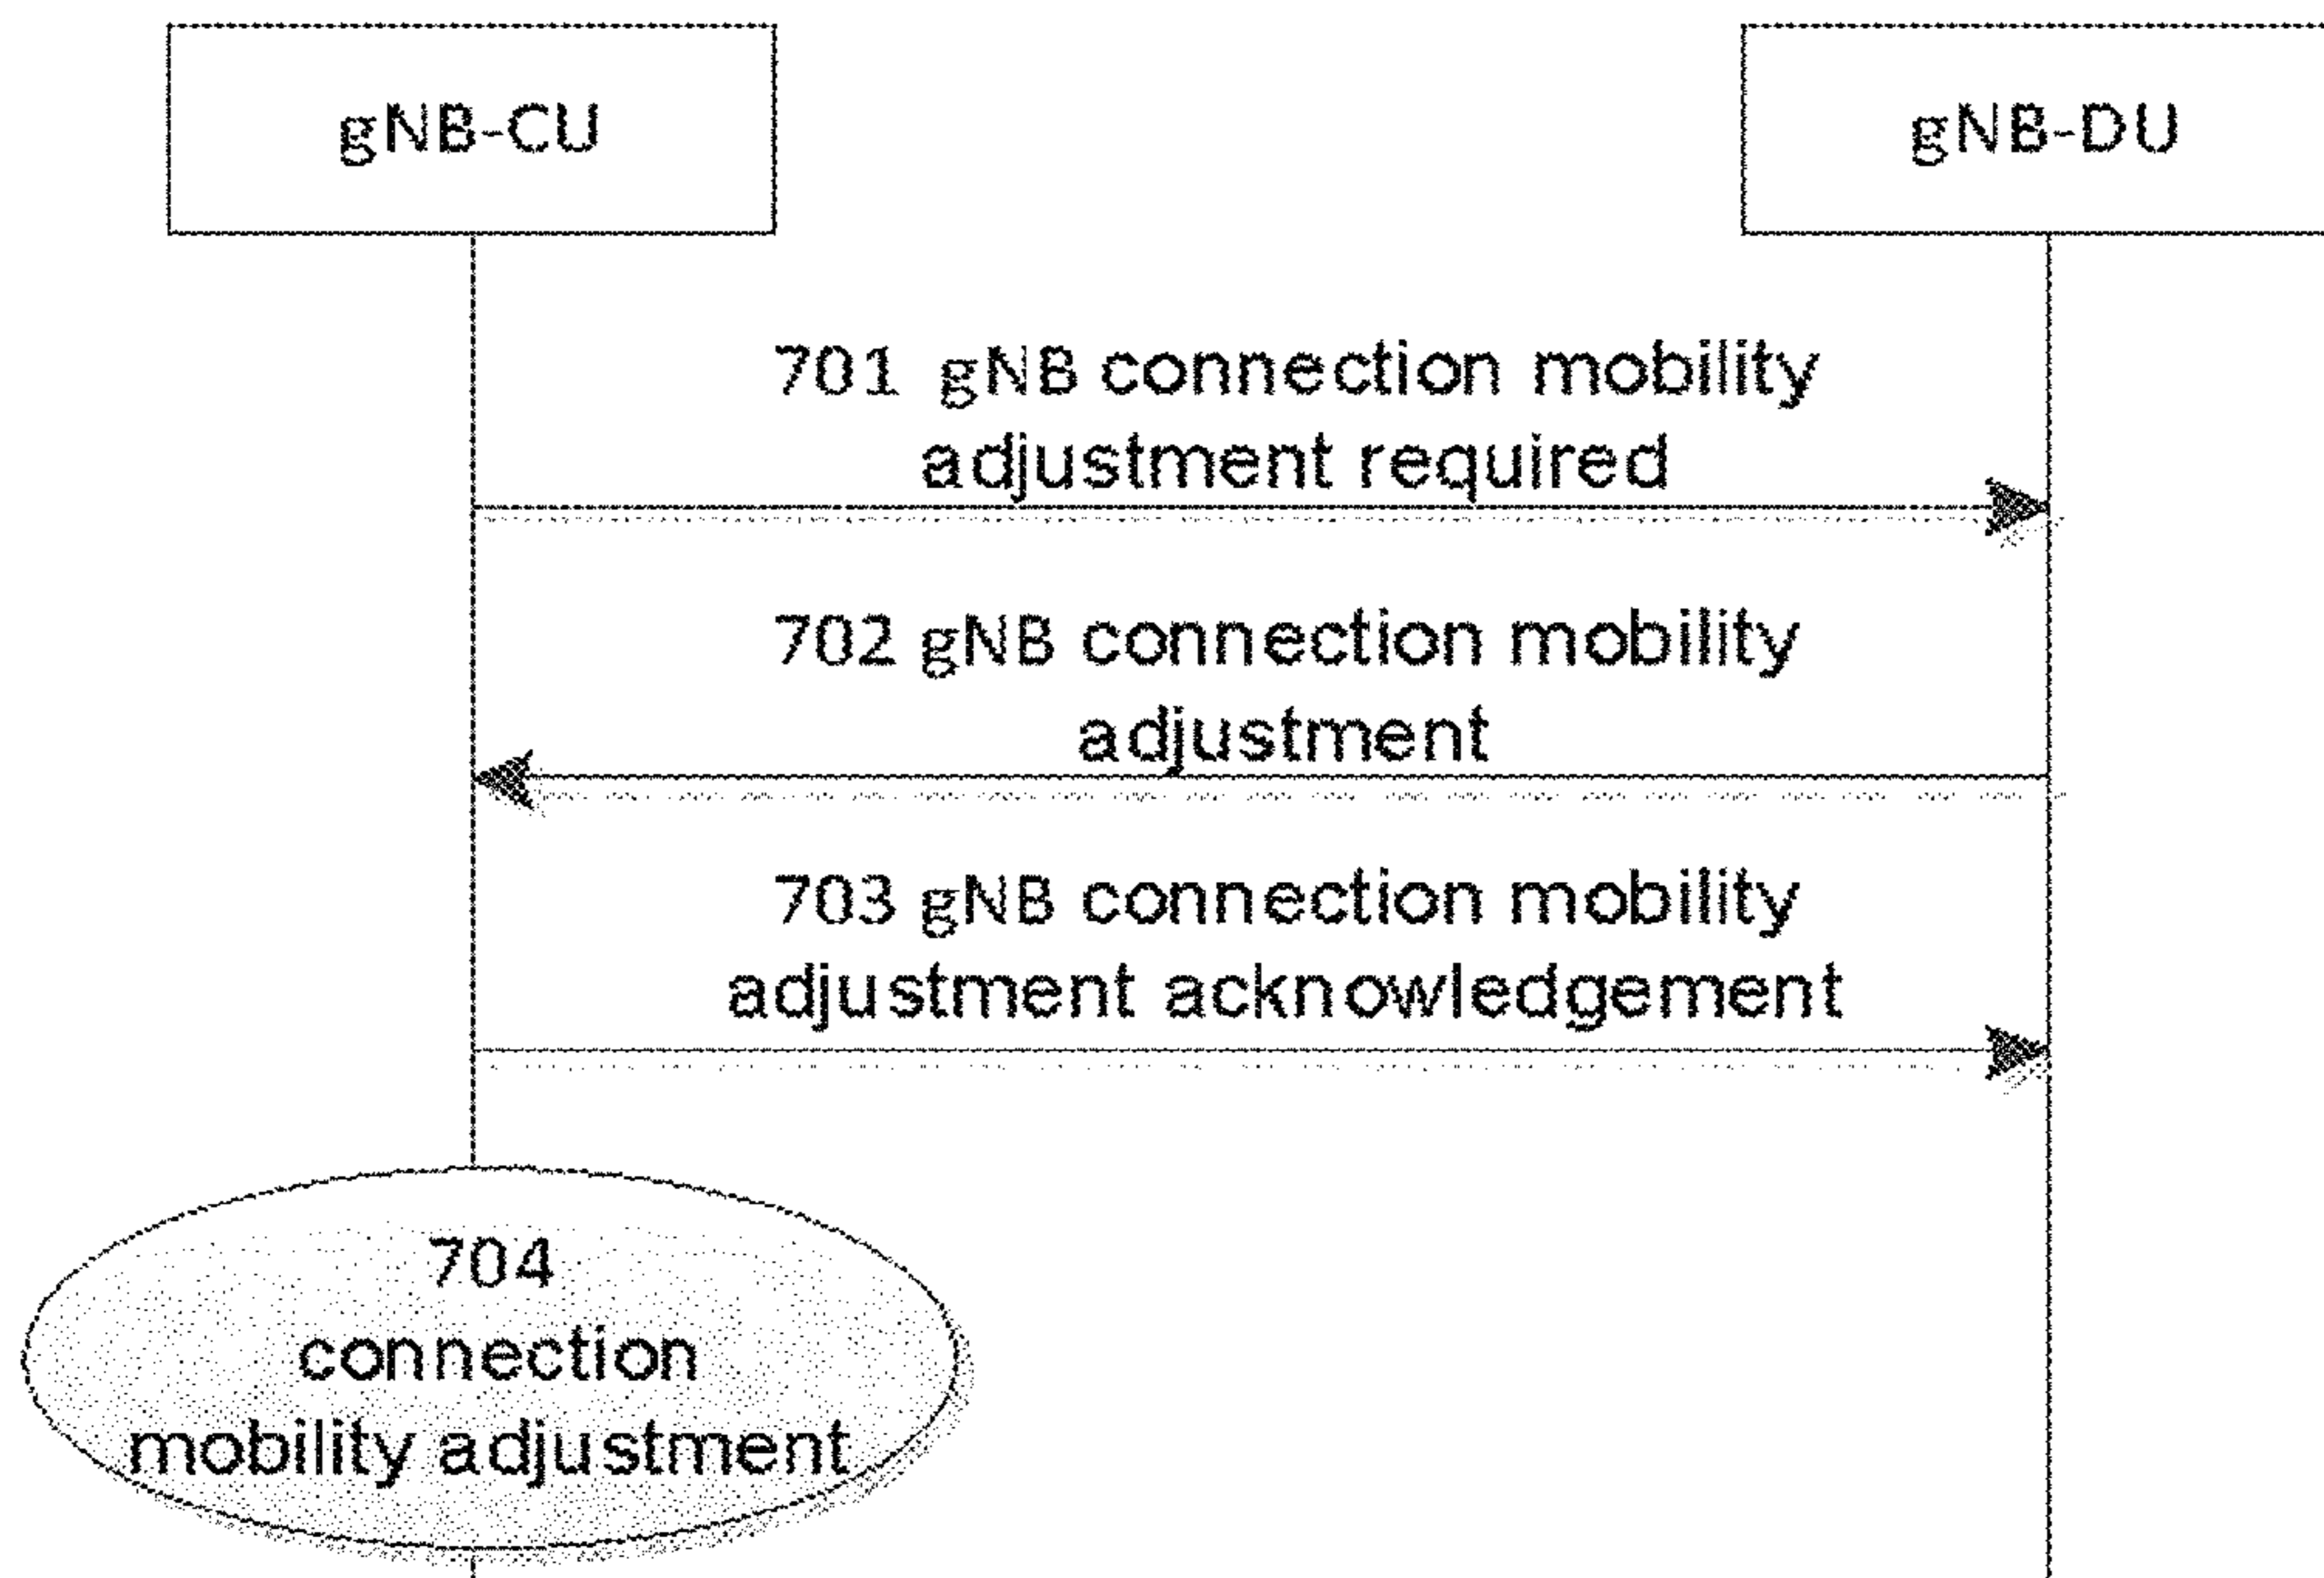 gNB-CU
gNB-DU
701 gNB connection mobility
adjustment required
702 gNB connection mobility
adjustment
703 gNB connection mobility
adjustment acknowledgement
704
connection
mobility adjustment